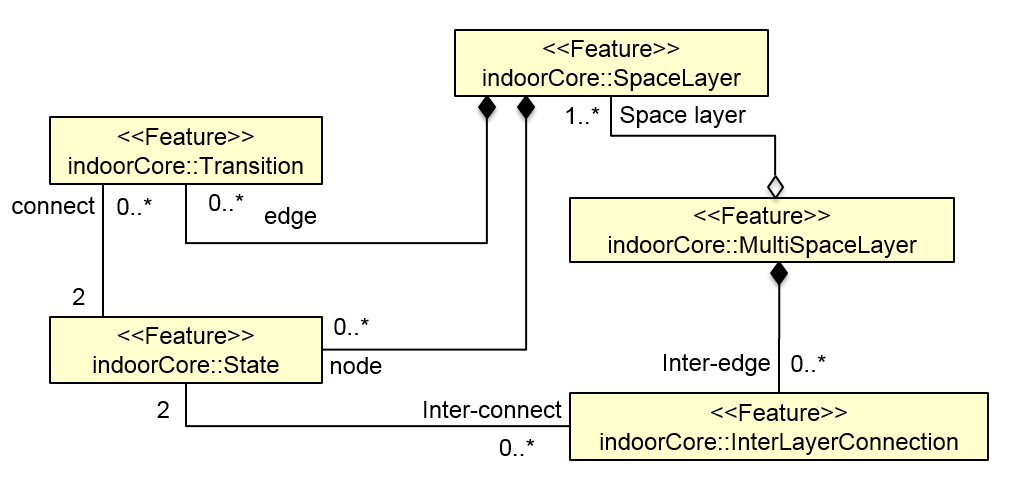 <<Feature>>
indoorCore::SpaceLayer
1..*
Space layer
<<Feature>>
indoorCore::Transition
connect
0..*
0..*
edge
<<Feature>>
indoorCore::MultiSpaceLayer
2
<<Feature>>
indoorCore::State
0..*
node
Inter-edge
0..*
2
Inter-connect
0..*
<<Feature>>
indoorCore::InterLayerConnection